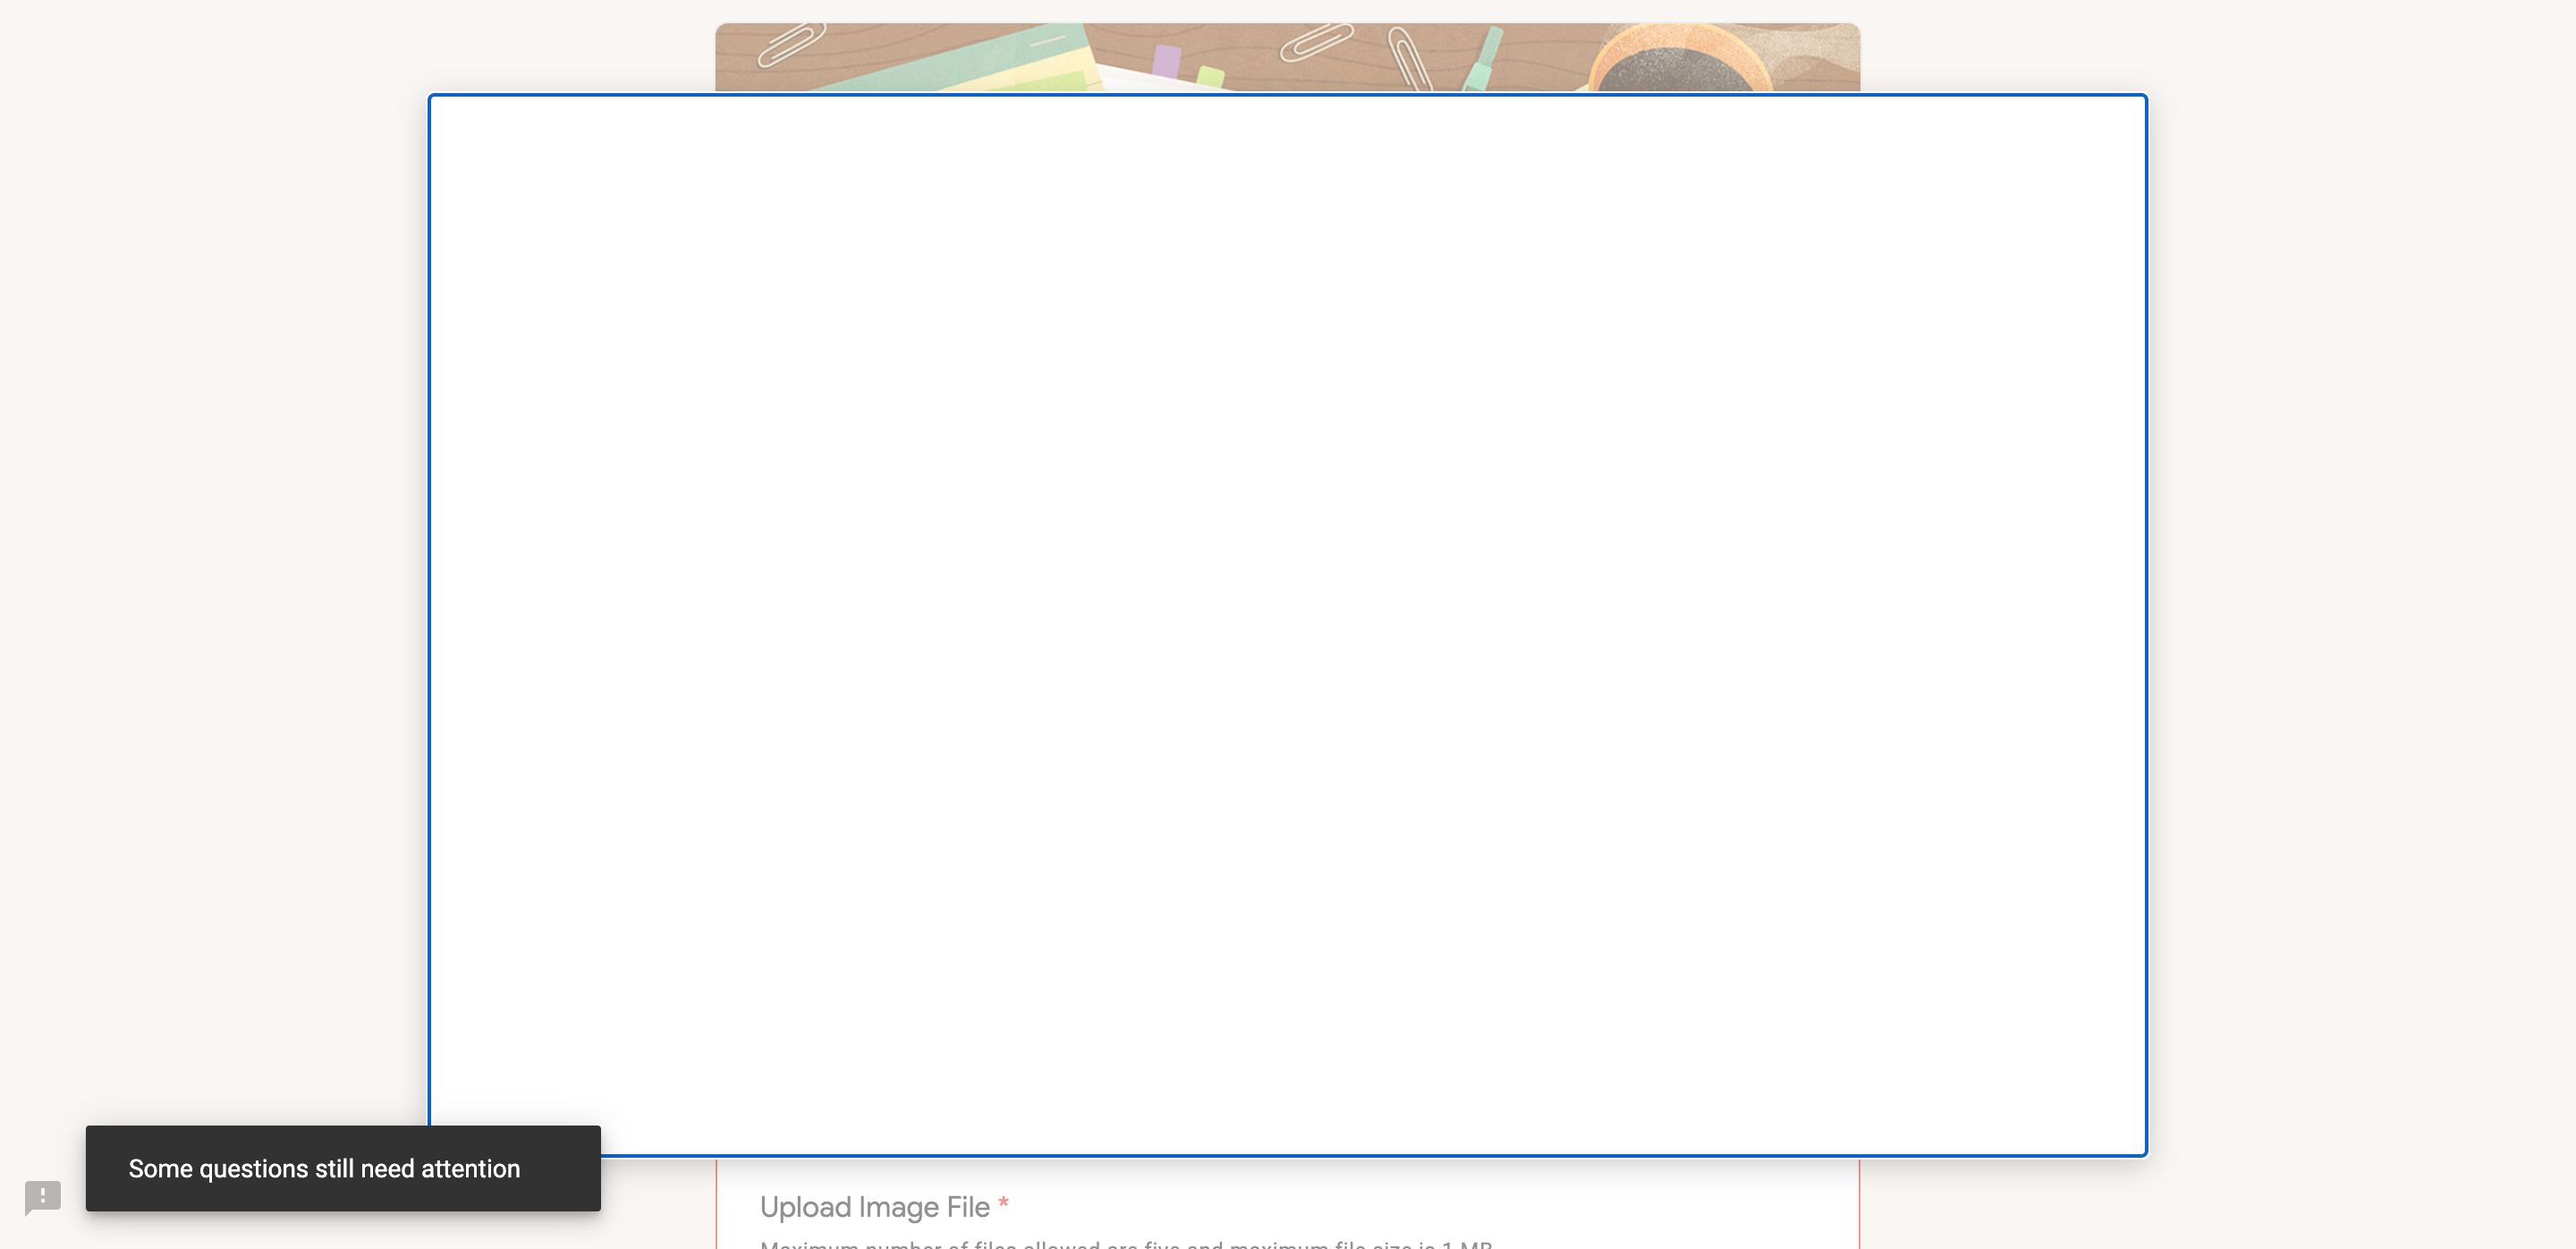 Some questions still need attention
Upload Image File *
Maximum number of files allowed are five and maximum file size is 1 MB